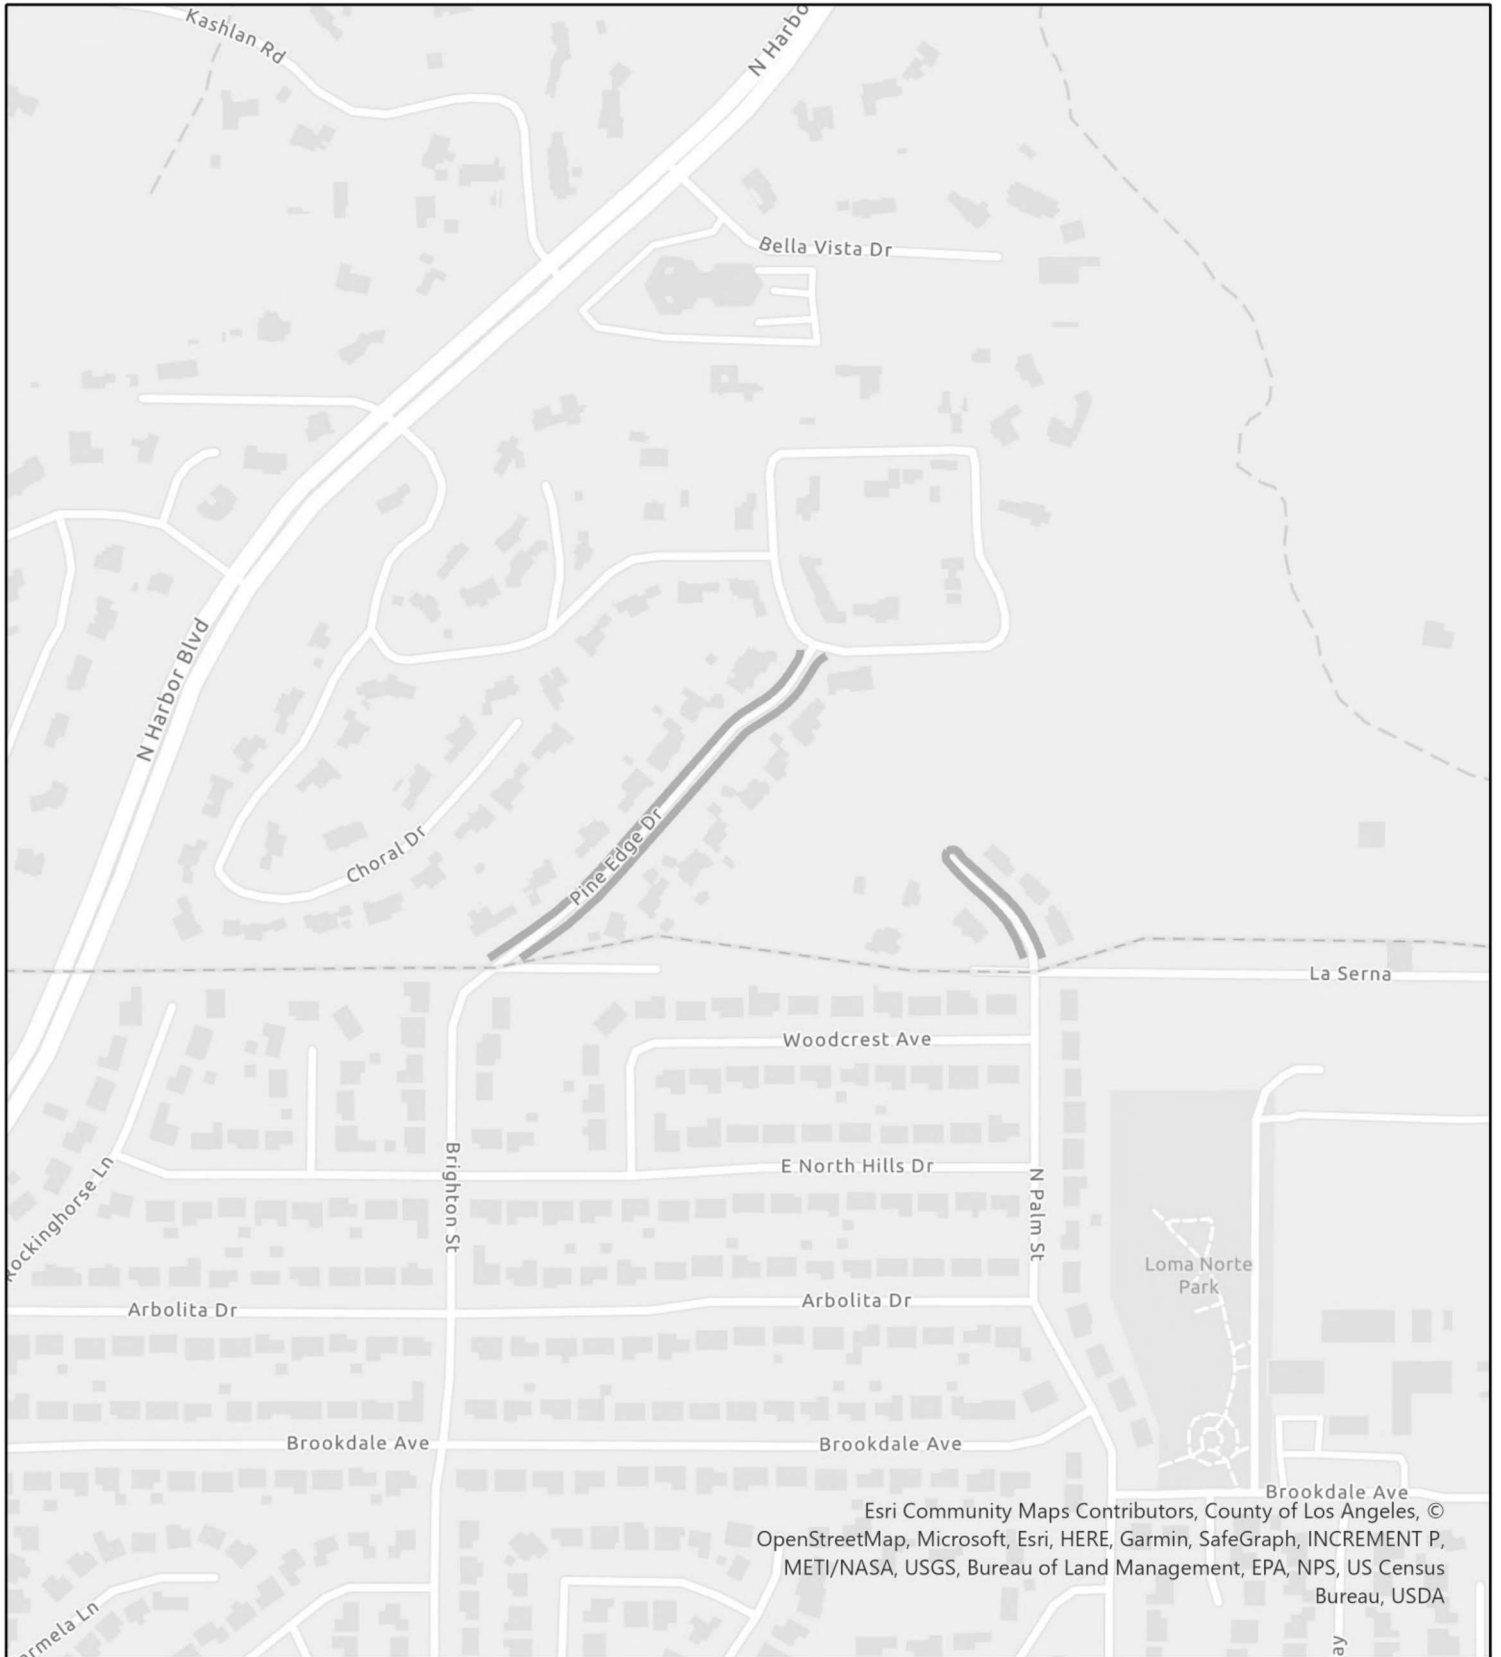 Kashlan Rd
N Harbo
Bella Vista Dr
N Harbor Blvd
Choral Dr
Pine Edge Dr
La Serna
Woodcrest Ave
Brighton St
E North Hills Dr
N Palm St
Rockinghorse Ln
Loma Norte
Park
Arbolita Dr
Arbolita Dr
Brookdale Ave
Brookdale Ave
Brookdale Ave
Esri Community Maps Contributors, County of Los Angeles, ©
OpenStreetMap, Microsoft, Esri, HERE, Garmin, SafeGraph, INCREMENT P,
METI/NASA, USGS, Bureau of Land Management, EPA, NPS, US Census
Bureau, USDA
ermela Ln
ay